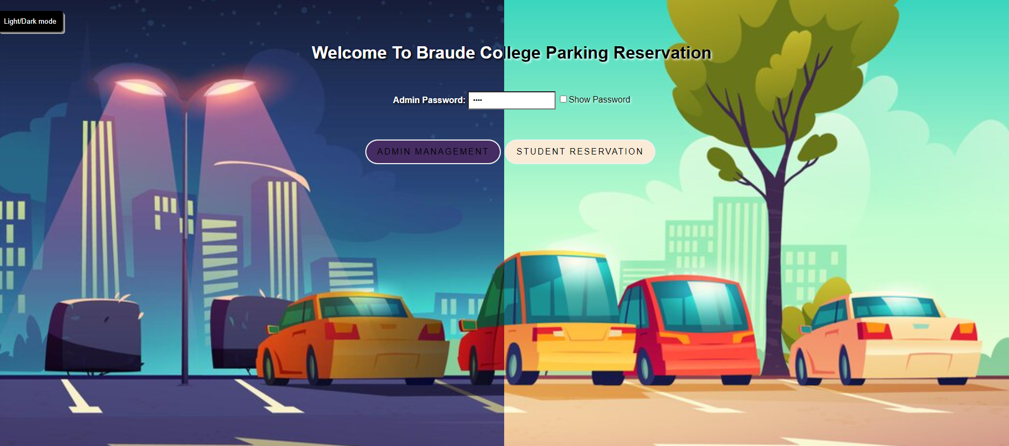 Light/Dark mode
Welcome To Braude College Parking Reservation
Admin Password: •••• Show Password
ADMIN MANAGEMENT STUDENT RESERVATION